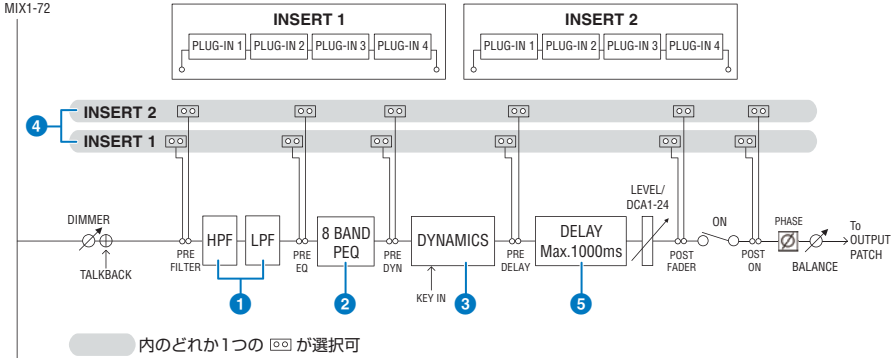 MIX1-72
INSERT 1
PLUG-IN 1 PLUG-IN 2 PLUG-IN 3 PLUG-IN 4
INSERT 2
PLUG-IN 1 PLUG-IN 2 PLUG-IN 3 PLUG-IN 4
4
INSERT 2
INSERT 1
DIMMER
TALKBACK
PRE
FILTER
HPF
LPF
1
PRE
EQ
8 BAND
PEQ
2
PRE
DYN
DYNAMICS
KEY IN
3
PRE
DELAY
DELAY
Max.1000ms
5
LEVEL/
DCA1-24
POST
FADER
ON
POST
ON
PHASE
BALANCE
To
OUTPUT
PATCH
内のどれか1つの が選択可